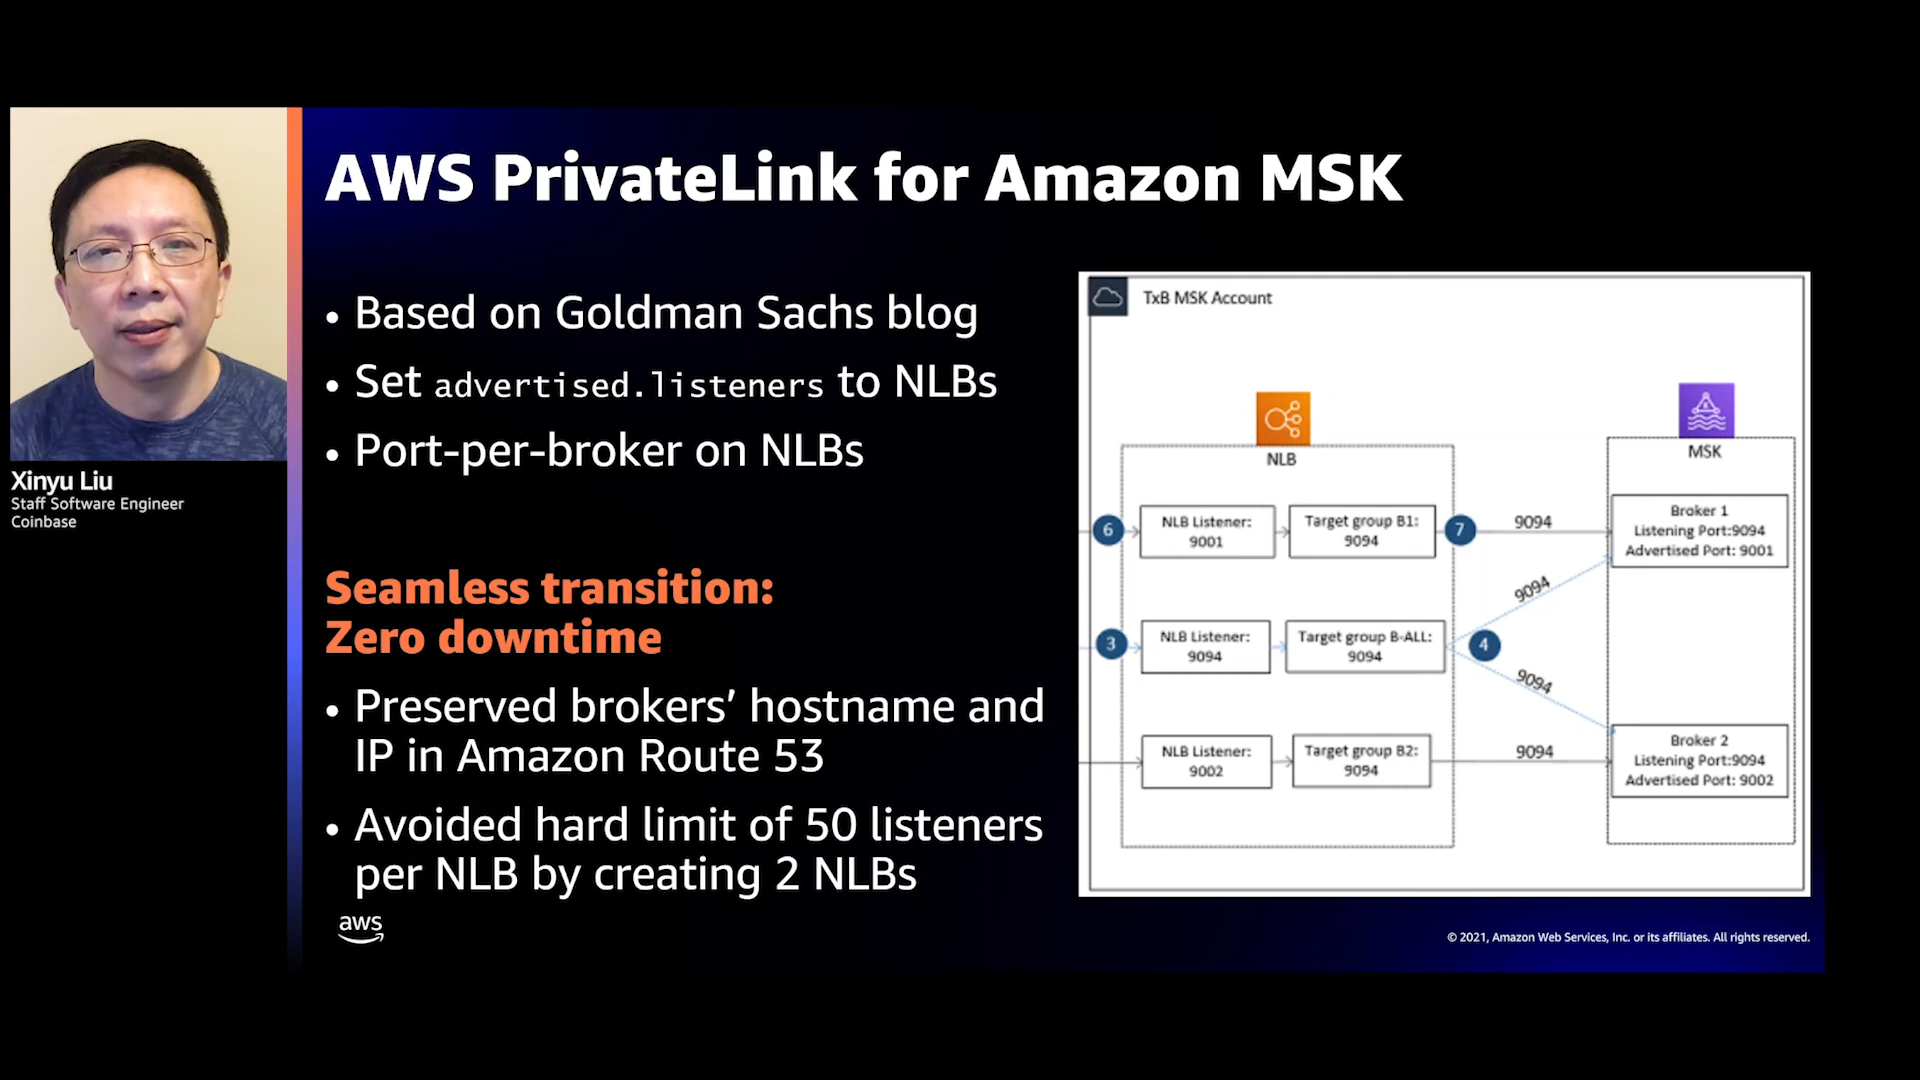 AWS PrivateLink for Amazon MSK
• Based on Goldman Sachs blog
• Set advertised.listeners to NLBs
• Port-per-broker on NLBs
Seamless transition:
Zero downtime
• Preserved brokers’ hostname and
IP in Amazon Route 53
• Avoided hard limit of 50 listeners
per NLB by creating 2 NLBs
Xinyu Liu
Staff Software Engineer
Coinbase
TxB MSK Account
NLB
MSK
6
NLB Listener:
9001
Target group B1:
9094
7
9094
Broker 1
Listening Port:9094
Advertised Port: 9001
9094
3
NLB Listener:
9094
Target group B-ALL:
9094
4
9094
NLB Listener:
9002
Target group B2:
9094
9094
Broker 2
Listening Port:9094
Advertised Port: 9002
aws
© 2021, Amazon Web Services, Inc. or its affiliates. All rights reserved.